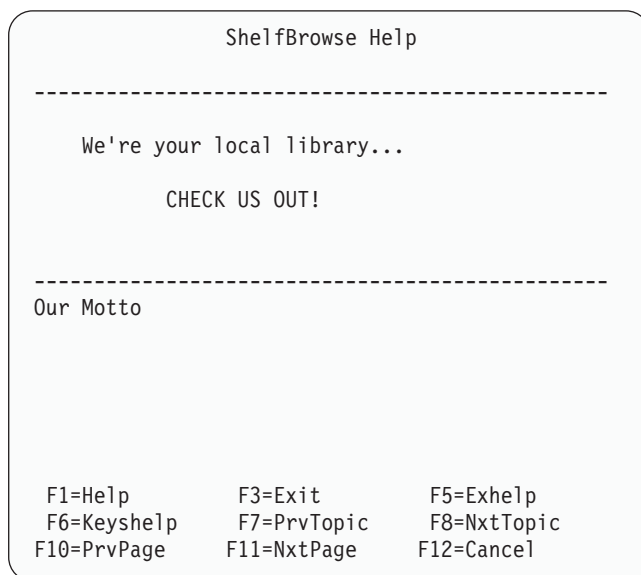 ShelfBrowse Help
------------------------------------------------
We're your local library...
CHECK US OUT!
------------------------------------------------
Our Motto
F1=Help F3=Exit F5=Exhelp
F6=Keyshelp F7=PrvTopic F8=NxtTopic
F10=PrvPage F11=NxtPage F12=Cancel